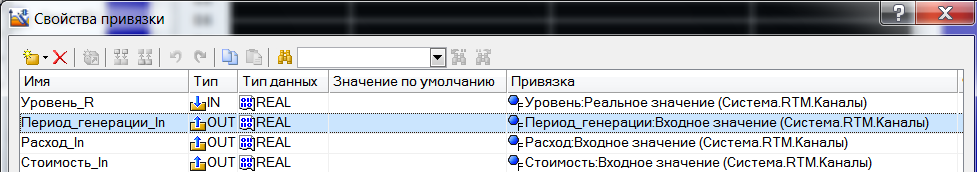 Свойства привязки
Имя Тип Тип данных Значение по умолчанию Привязка
Уровень_R IN REAL Уровень:Реальное значение (Система.RTM.Каналы)
Период_генерации_In OUT REAL Период_генерации:Входное значение (Система.RTM.Каналы)
Расход_In OUT REAL Расход:Входное значение (Система.RTM.Каналы)
Стоимость_In OUT REAL Стоимость:Входное значение (Система.RTM.Каналы)